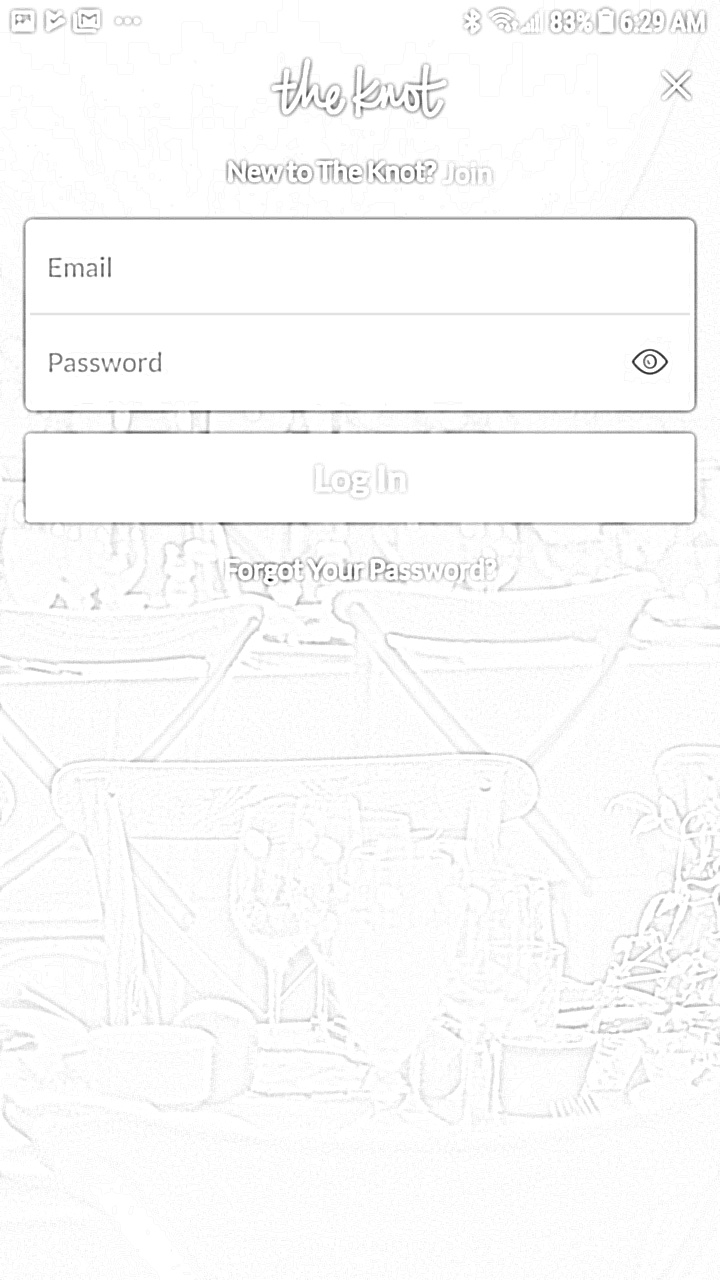 83% 6:29 AM
the knot
New to The Knot? Join
Email
Password
Log In
Forgot Your Password?